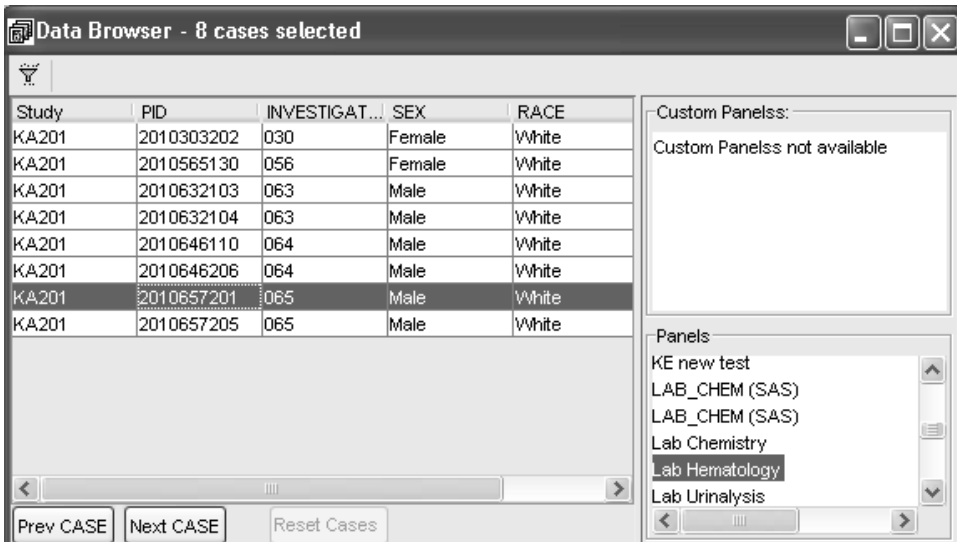 Data Browser - 8 cases selected
Study PID INVESTIGAT... SEX RACE
KA201 2010303202 030 Female White
KA201 2010565130 056 Female White
KA201 2010632103 063 Male White
KA201 2010632104 063 Male White
KA201 2010646110 064 Male White
KA201 2010646206 064 Male White
KA201 2010657201 065 Male White
KA201 2010657205 065 Male White
Prev CASE Next CASE Reset Cases
Custom Panelss:
Custom Panelss not available
Panels
KE new test
LAB_CHEM (SAS)
LAB_CHEM (SAS)
Lab Chemistry
Lab Hematology
Lab Urinalysis